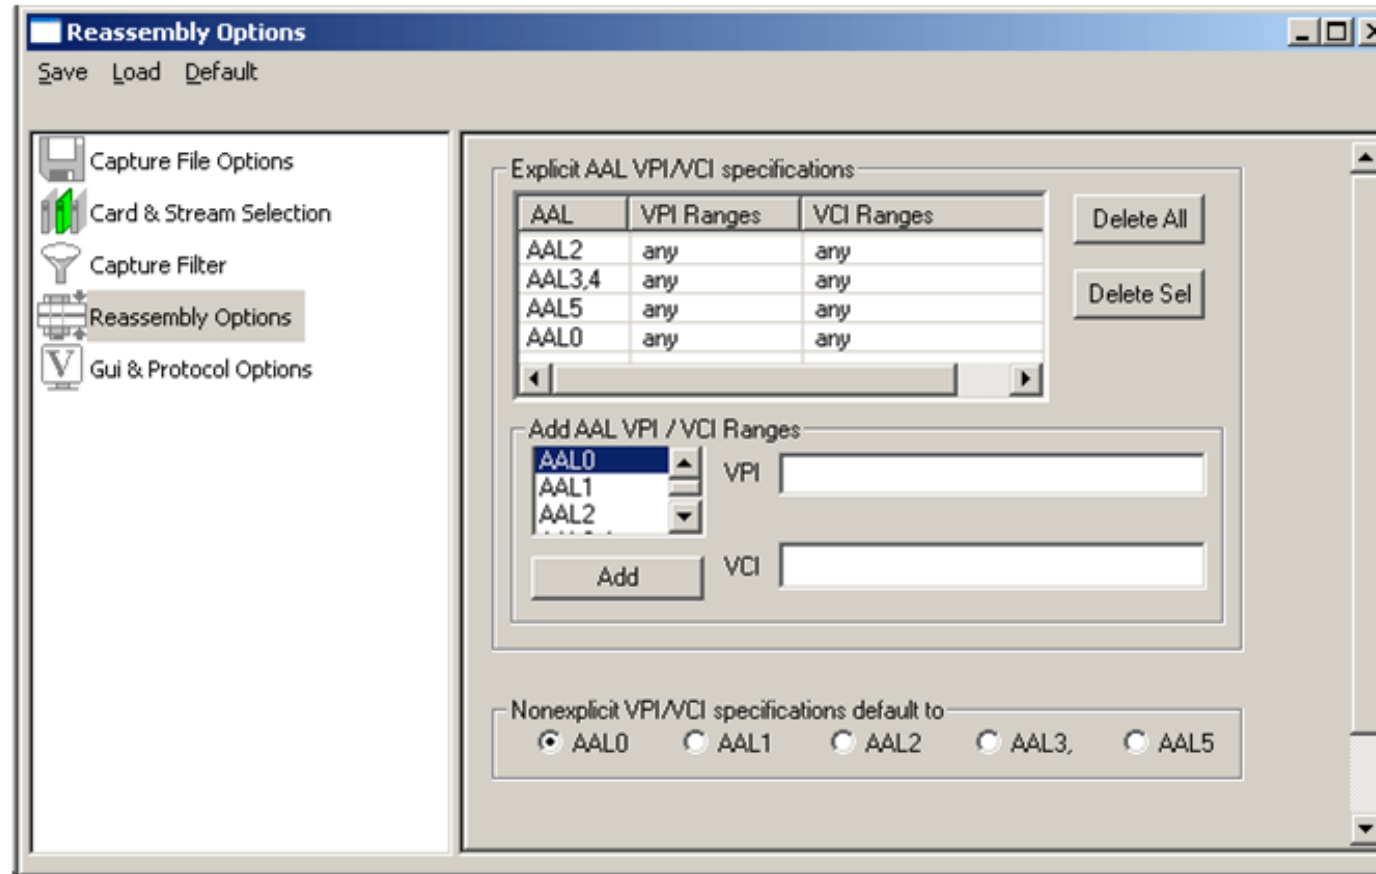 Reassembly Options
Save Load Default
Capture File Options
Card & Stream Selection
Capture Filter
Reassembly Options
Gui & Protocol Options
Explicit AAL VPI/VCI specifications
AAL VPI Ranges VCI Ranges
AAL2 any any
AAL3,4 any any
AAL5 any any
AAL0 any any
Delete All
Delete Sel
Add AAL VPI / VCI Ranges
AAL0
AAL1
AAL2
VPI
Add
VCI
Nonexplicit VPI/VCI specifications default to
AAL0 AAL1 AAL2 AAL3, AAL5